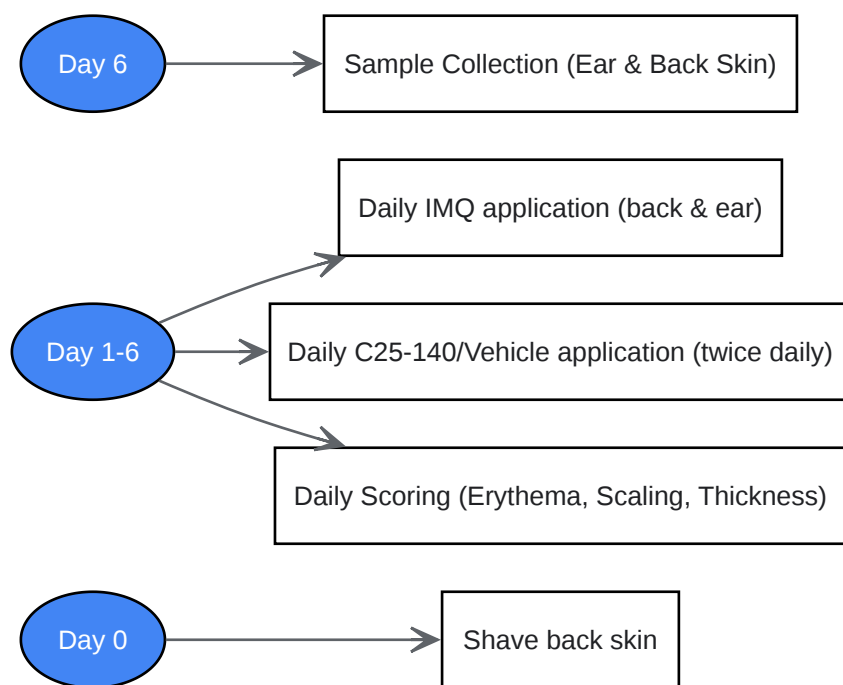 Day 6
Sample Collection (Ear & Back Skin)
Daily IMQ application (back & ear)
Day 1-6
Daily C25-140/Vehicle application (twice daily)
Daily Scoring (Erythema, Scaling, Thickness)
Day 0
Shave back skin